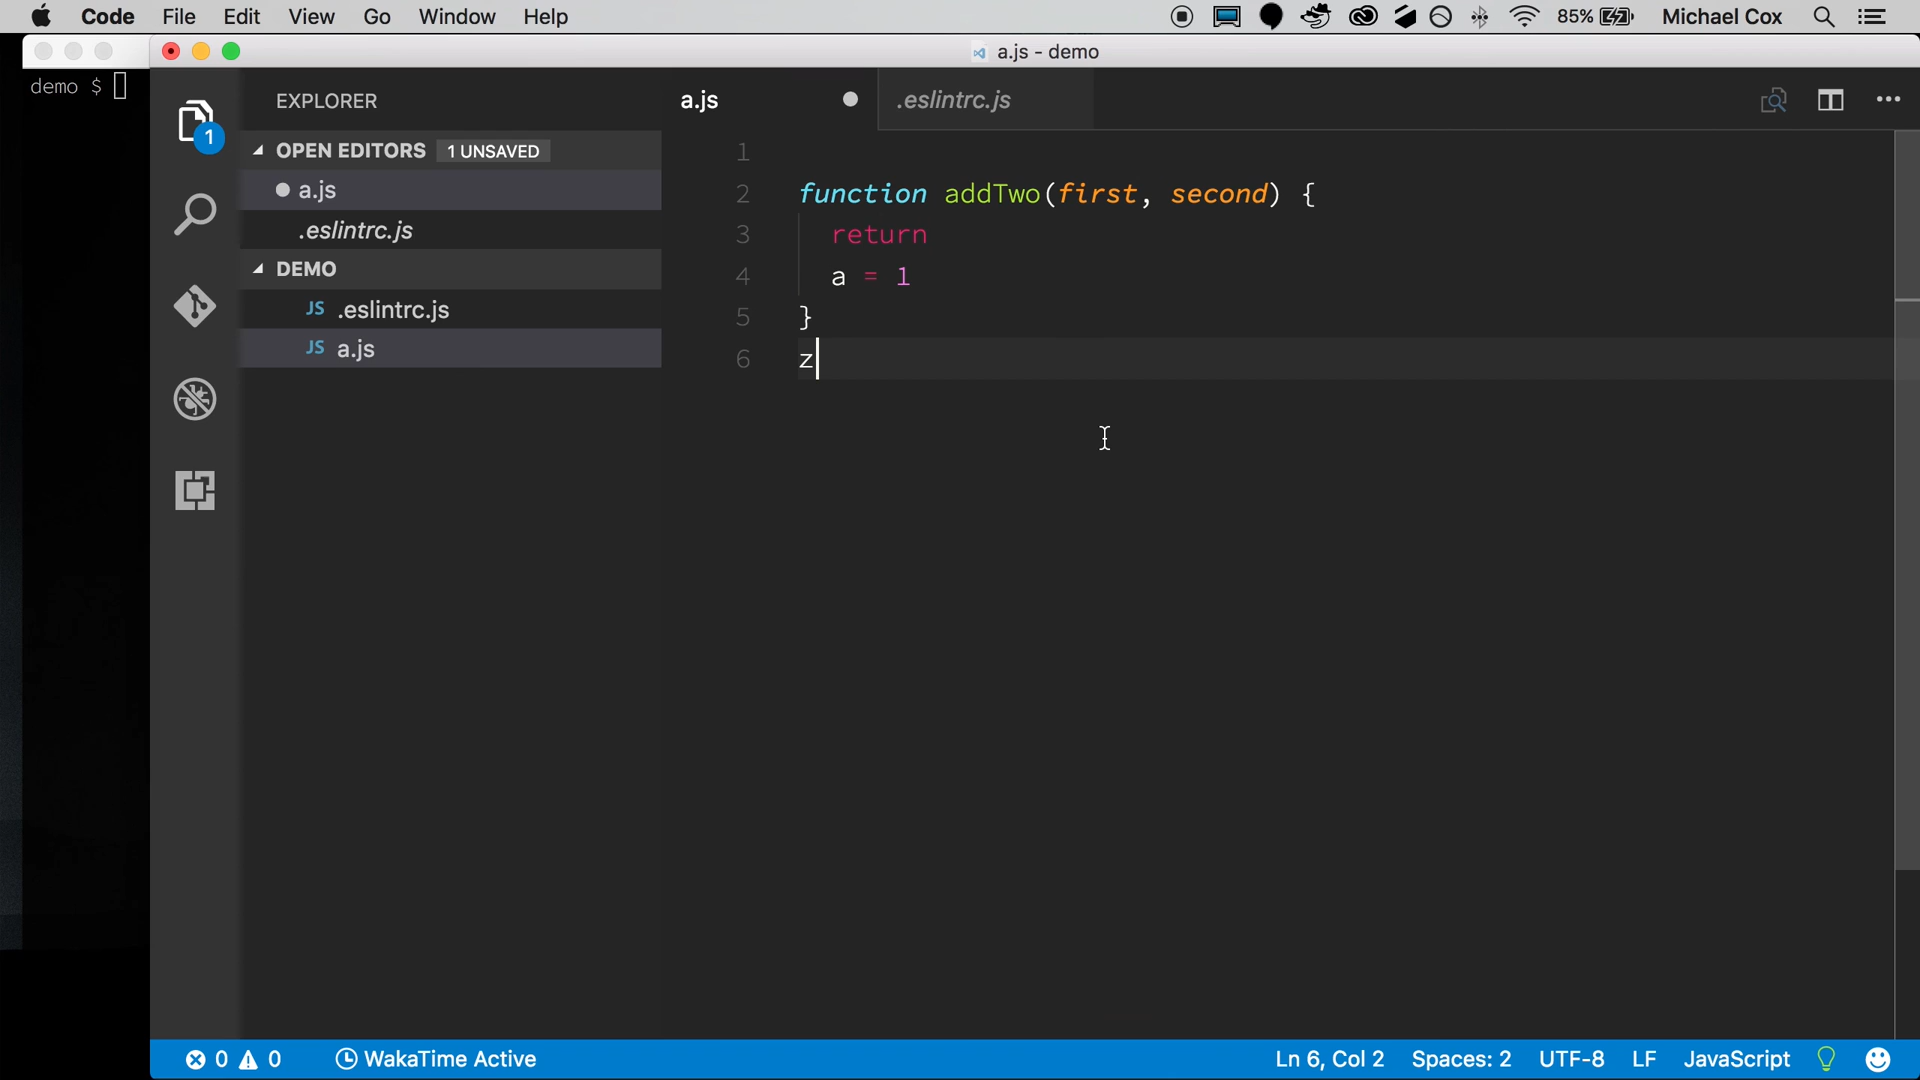 Code File Edit View Go Window Help 85% Michael Cox
a.js - demo
demo $
EXPLORER
OPEN EDITORS 1 UNSAVED
a.js
.eslintrc.js
DEMO
JS .eslintrc.js
JS a.js
1
a.js .eslintrc.js
1
2 function addTwo(first, second) {
3 return
4 a = 1
5 }
6 z
0 0 WakaTime Active Ln 6, Col 2 Spaces: 2 UTF-8 LF JavaScript